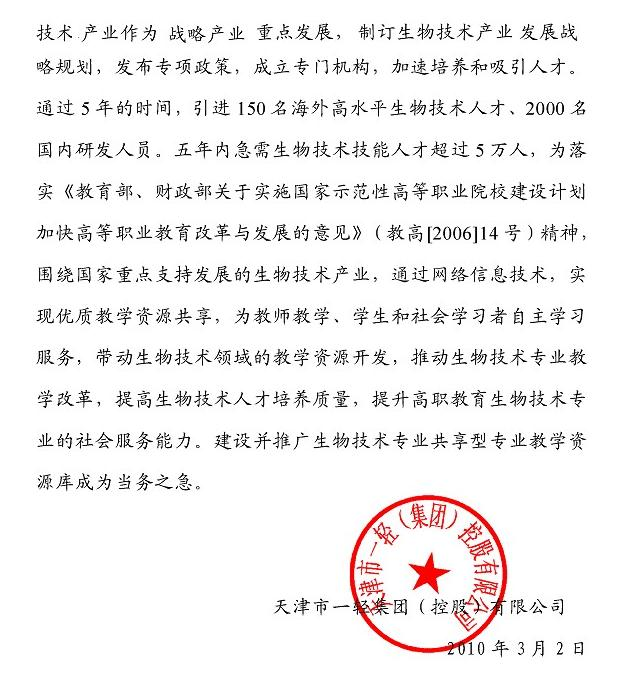 技术 产业作为 战略产业 重点发展， 制订生物技术产业 发展战
略规划，发布专项政策，成立专门机构，加速培养和吸引人才。
通过 5 年的时间，引进 150 名海外高水平生物技术人才、2000 名
国内研发人员。五年内急需生物技术技能人才超过 5 万人，为落
实《教育部、财政部关于实施国家示范性高等职业院校建设计划
加快高等职业教育改革与发展的意见》（教高[2006]14 号）精神，
围绕国家重点支持发展的生物技术产业，通过网络信息技术，实
现优质教学资源共享，为教师教学、学生和社会学习者自主学习
服务，带动生物技术领域的教学资源开发，推动生物技术专业教
学改革，提高生物技术人才培养质量，提升高职教育生物技术专
业的社会服务能力。建设并推广生物技术专业共享型专业教学资
源库成为当务之急。
天津市一轻（集团）控股有限公司
天津市一轻集团（控股）有限公司
2010 年 3 月 2 日